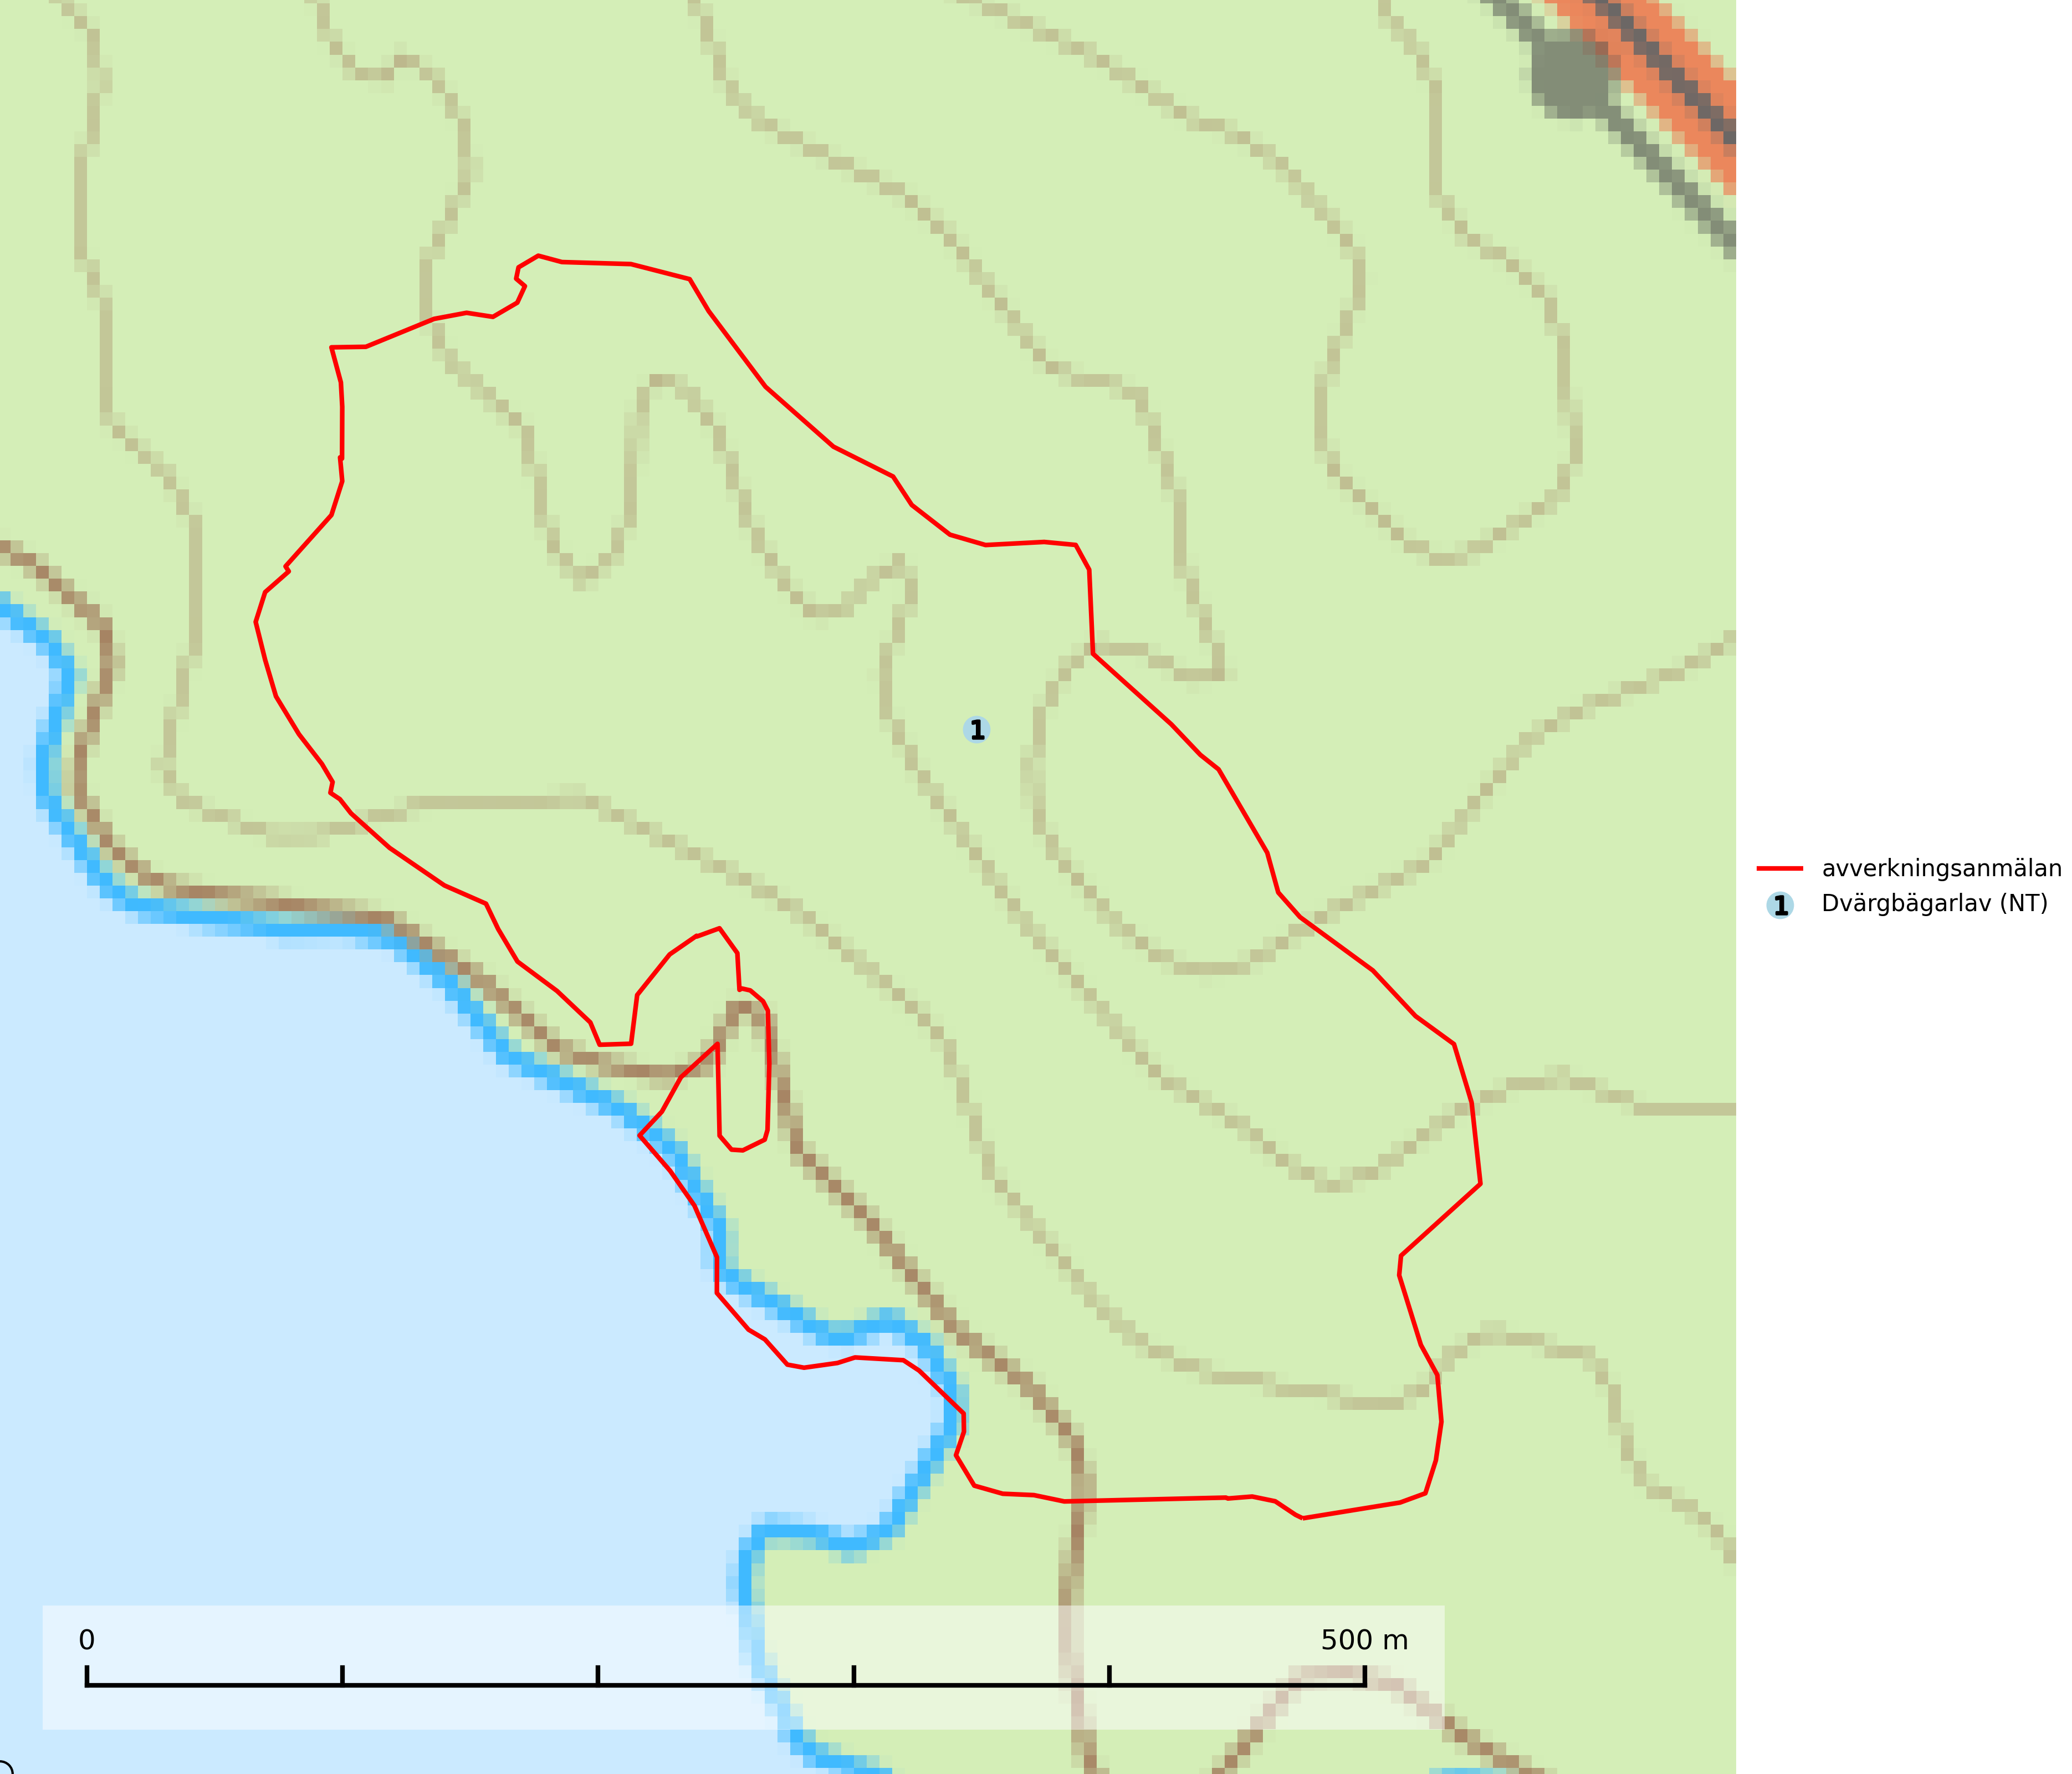 1
avverkningsanmälan
1 Dvärgbägarlav (NT)
0 500 m